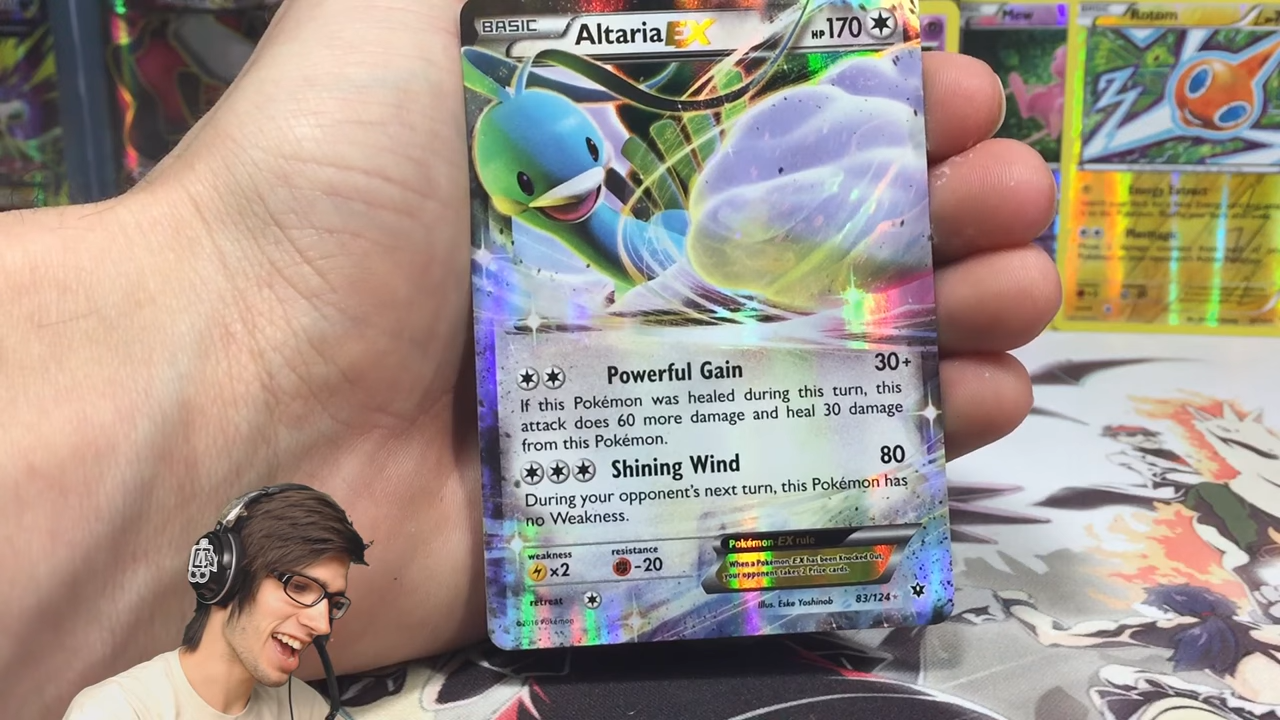 BASIC
Altaria EX
HP 170
Mew
Rotom
Powerful Gain 30+
If this Pokémon was healed during this turn, this
attack does 60 more damage and heal 30 damage
from this Pokémon.
Shining Wind 80
During your opponent's next turn, this Pokémon has
no Weakness.
weakness
×2
resistance
-20
Pokémon-EX rule
When a Pokémon-EX has been Knocked Out,
your opponent takes 2 Prize cards.
retreat
Illus. Eske Yoshinob
83/124
©2016 Pokémon